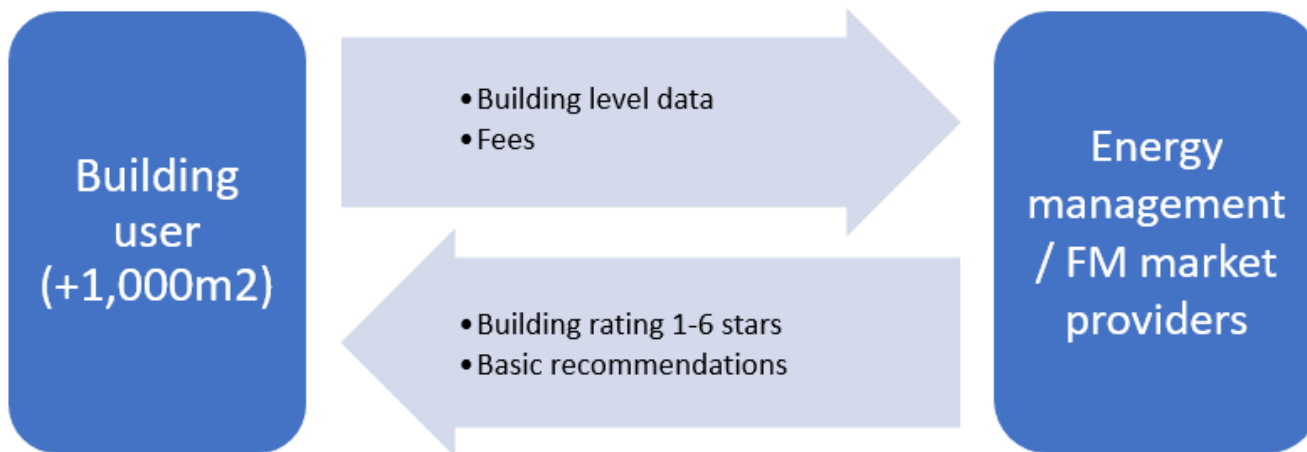 Building
user
(+1,000m2)
•Building level data
•Fees
•Building rating 1-6 stars
•Basic recommendations
Energy
management
/ FM market
providers